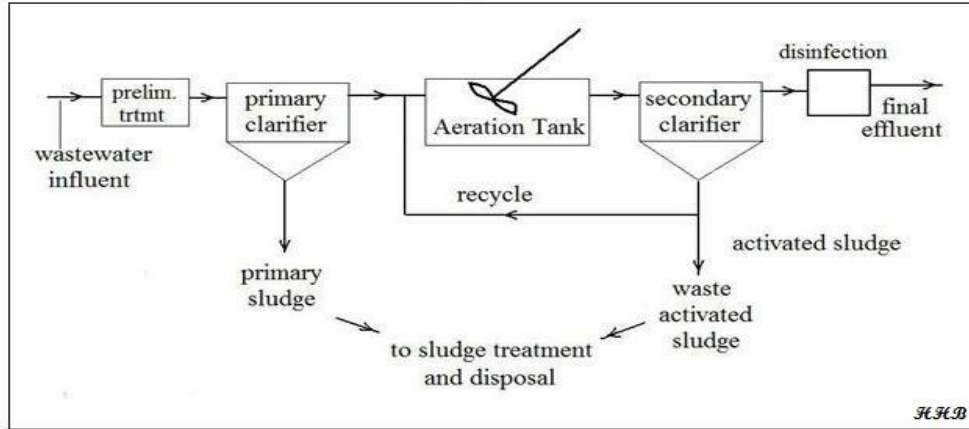 wastewater
influent
prelim.
trtmt
primary
clarifier
Aeration Tank
secondary
clarifier
disinfection
final
effluent
recycle
activated sludge
primary
sludge
waste
activated
sludge
to sludge treatment
and disposal
HHB